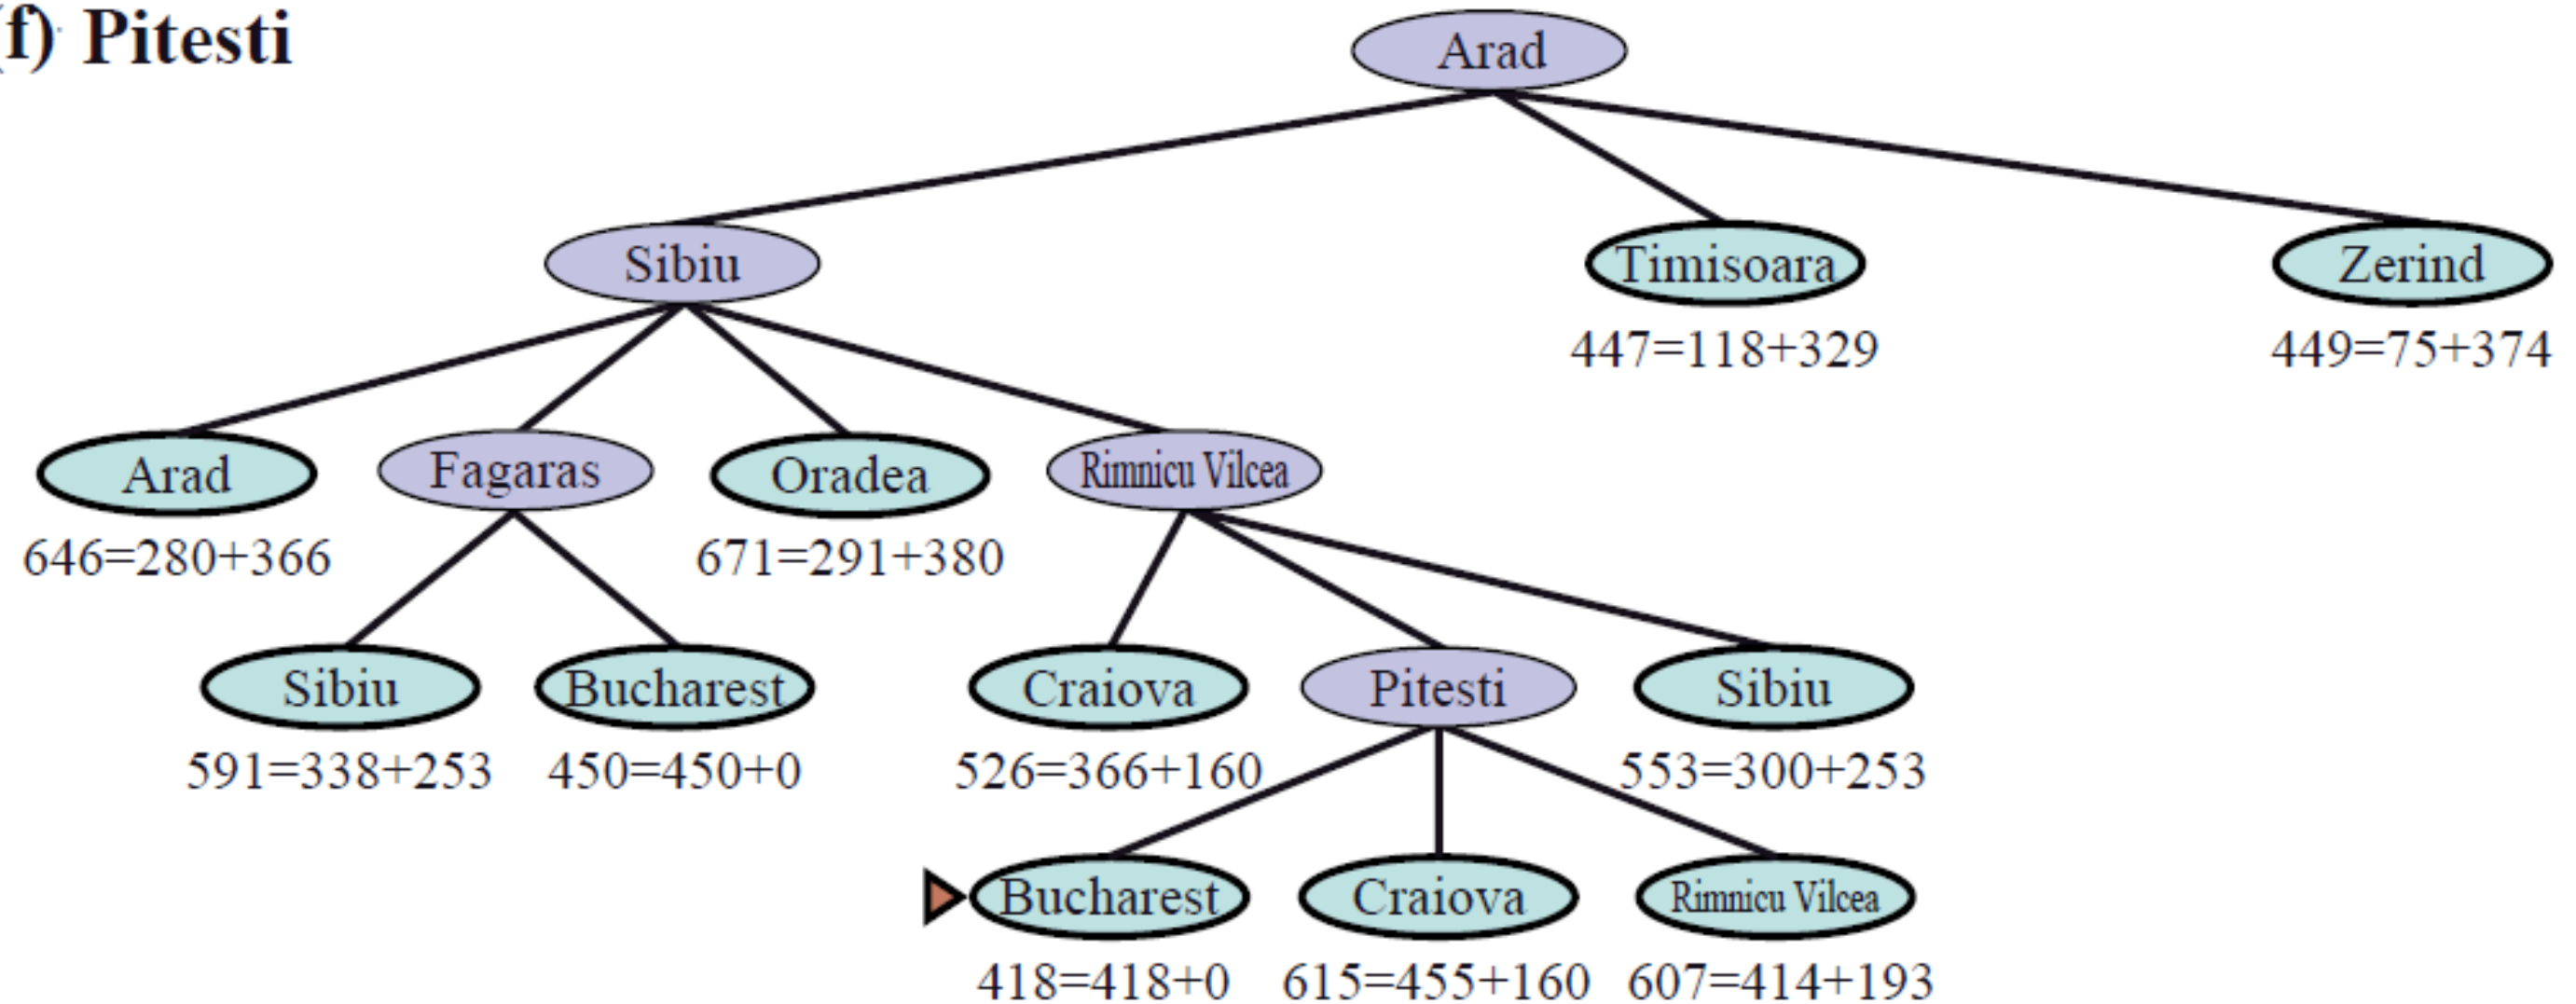 (f) Pitesti
Arad
Sibiu Timisoara Zerind
447=118+329 449=75+374
Arad Fagaras Oradea Rimnicu Vilcea
646=280+366 671=291+380
Sibiu Bucharest Craiova Pitesti Sibiu
591=338+253 450=450+0 526=366+160 553=300+253
Bucharest Craiova Rimnicu Vilcea
418=418+0 615=455+160 607=414+193